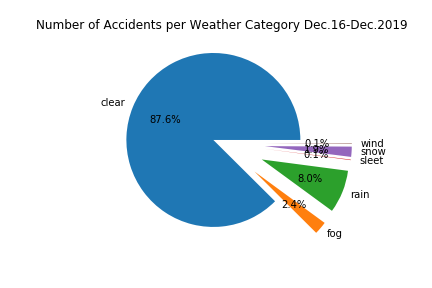 Number of Accidents per Weather Category Dec.16-Dec.2019
clear
87.6%
0.1%
wind
snow
0.1%
sleet
8.0%
rain
2.4%
fog